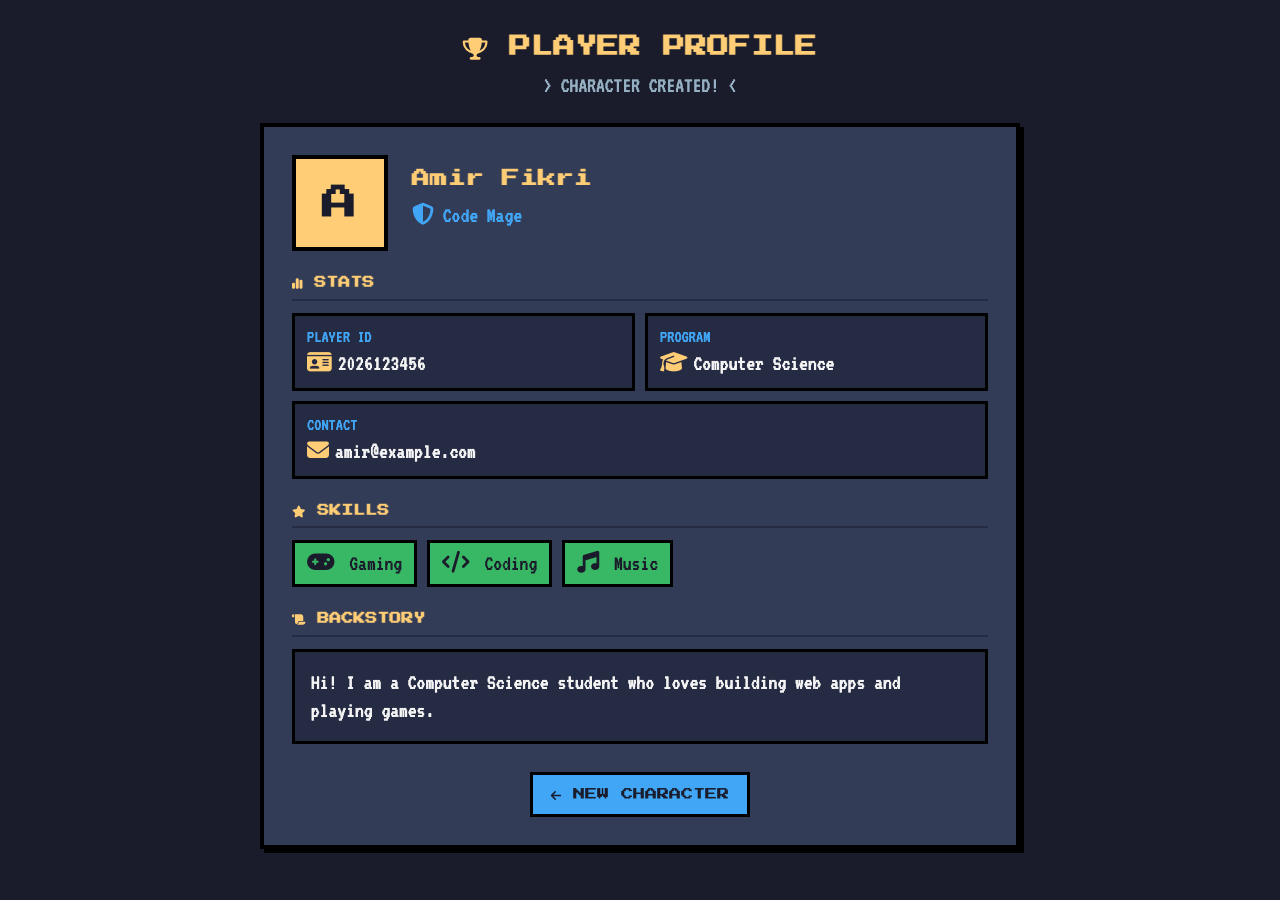 PLAYER PROFILE
> CHARACTER CREATED! <
A
Amir Fikri
Code Mage
STATS
PLAYER ID
2026123456
PROGRAM
Computer Science
CONTACT
amir@example.com
SKILLS
Gaming
Coding
Music
BACKSTORY
Hi! I am a Computer Science student who loves building web apps and
playing games.
← NEW CHARACTER